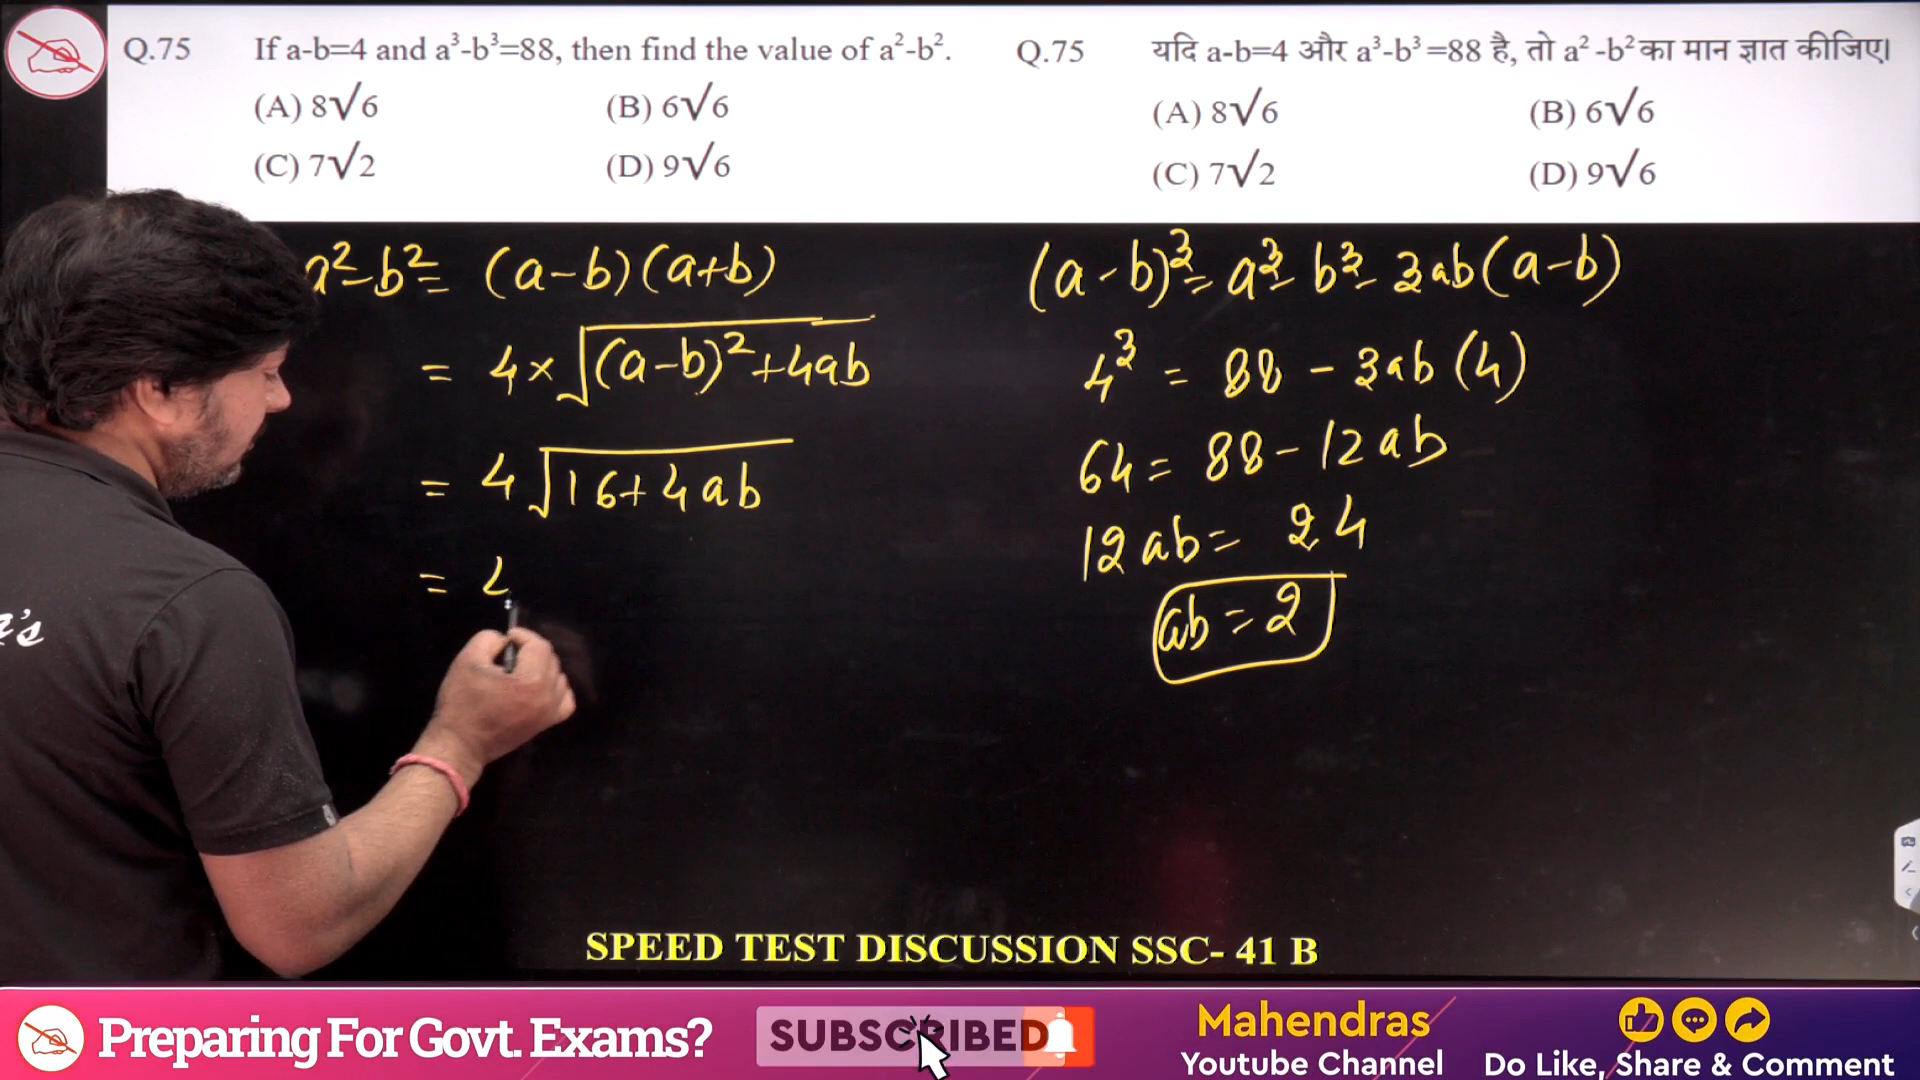 Q.75 If a-b=4 and a³-b³=88, then find the value of a²-b².
(A) 8√6 (B) 6√6
(C) 7√2 (D) 9√6
Q.75 यदि a-b=4 और a³-b³=88 है, तो a²-b² का मान ज्ञात कीजिए।
(A) 8√6 (B) 6√6
(C) 7√2 (D) 9√6
a²-b² = (a-b)(a+b)
= 4×√(a-b)²+4ab
= 4√16+4ab
=
(a-b)³ = a³-b³-3ab(a-b)
4³ = 88 - 3ab(4)
64 = 88-12ab
12ab = 24
ab = 2
SPEED TEST DISCUSSION SSC- 41 B
Preparing For Govt. Exams?
SUBSCRIBED
Mahendras
Youtube Channel
Do Like, Share & Comment